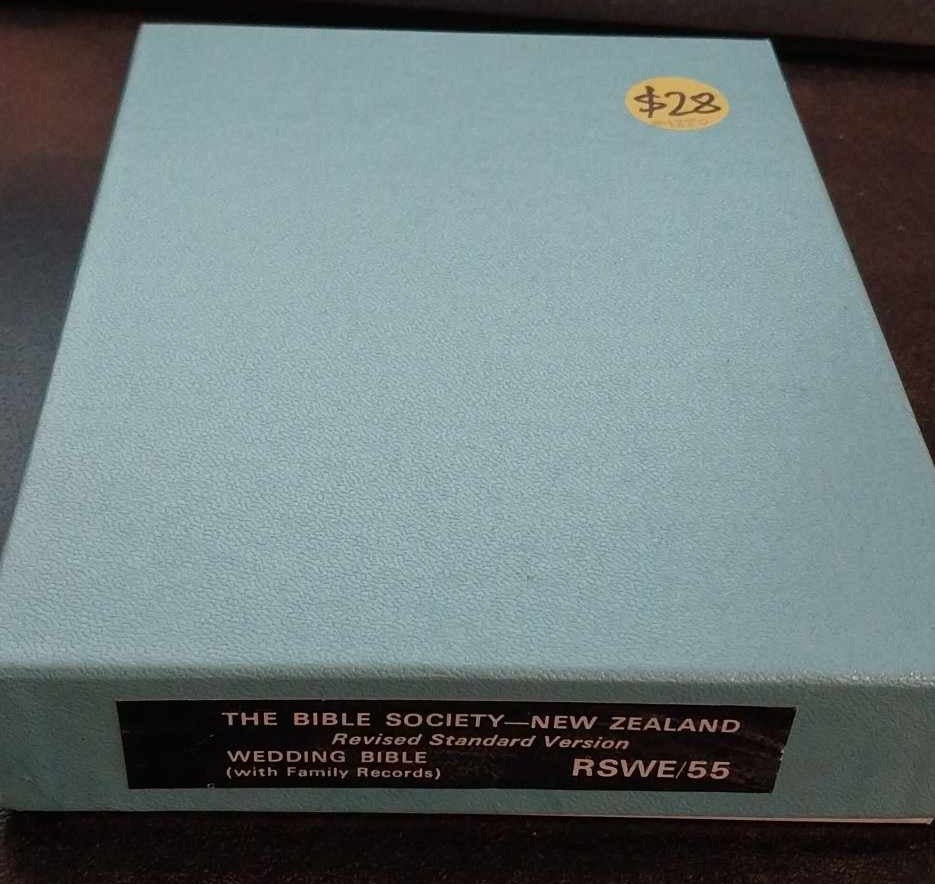 $28
THE BIBLE SOCIETY—NEW ZEALAND
Revised Standard Version
WEDDING BIBLE
(with Family Records)
RSWE/55